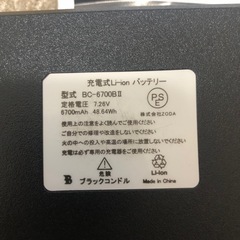 充電式Li-ion バッテリー
型式 BC-6700BⅡ
定格電圧 7.26V
6700mAh 48.64Wh
PSE
株式会社ZODA
使用上の注意をよく読んでご使用ください
自分で分解や改造をしないでください
火の中への投入や高温の場所に放置しないでください
充電は必ず専用の充電器をご使用ください
危険
Li-ion
ブラックコンドル
Made in China